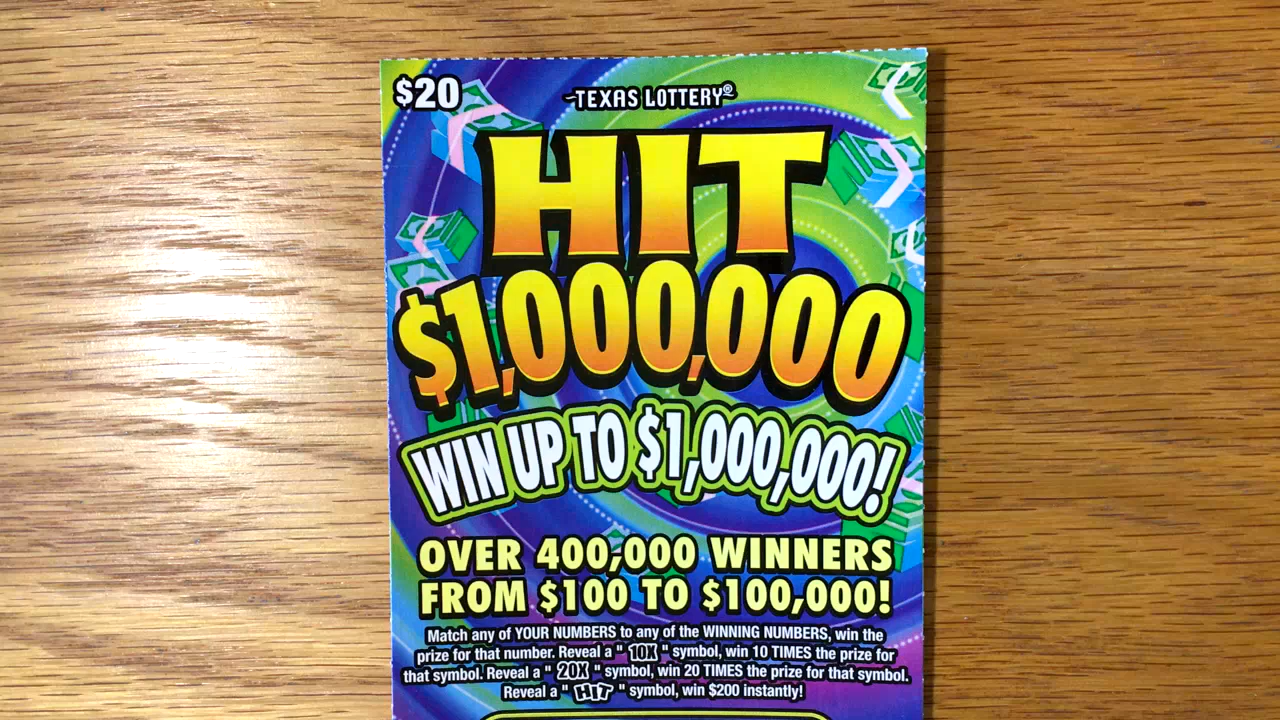 $20
TEXAS LOTTERY®
HIT
$1,000,000
WIN UP TO $1,000,000!
OVER 400,000 WINNERS
FROM $100 TO $100,000!
Match any of YOUR NUMBERS to any of the WINNING NUMBERS, win the
prize for that number. Reveal a " 10X " symbol, win 10 TIMES the prize for
that symbol. Reveal a " 20X " symbol, win 20 TIMES the prize for that symbol.
Reveal a " HIT " symbol, win $200 instantly!